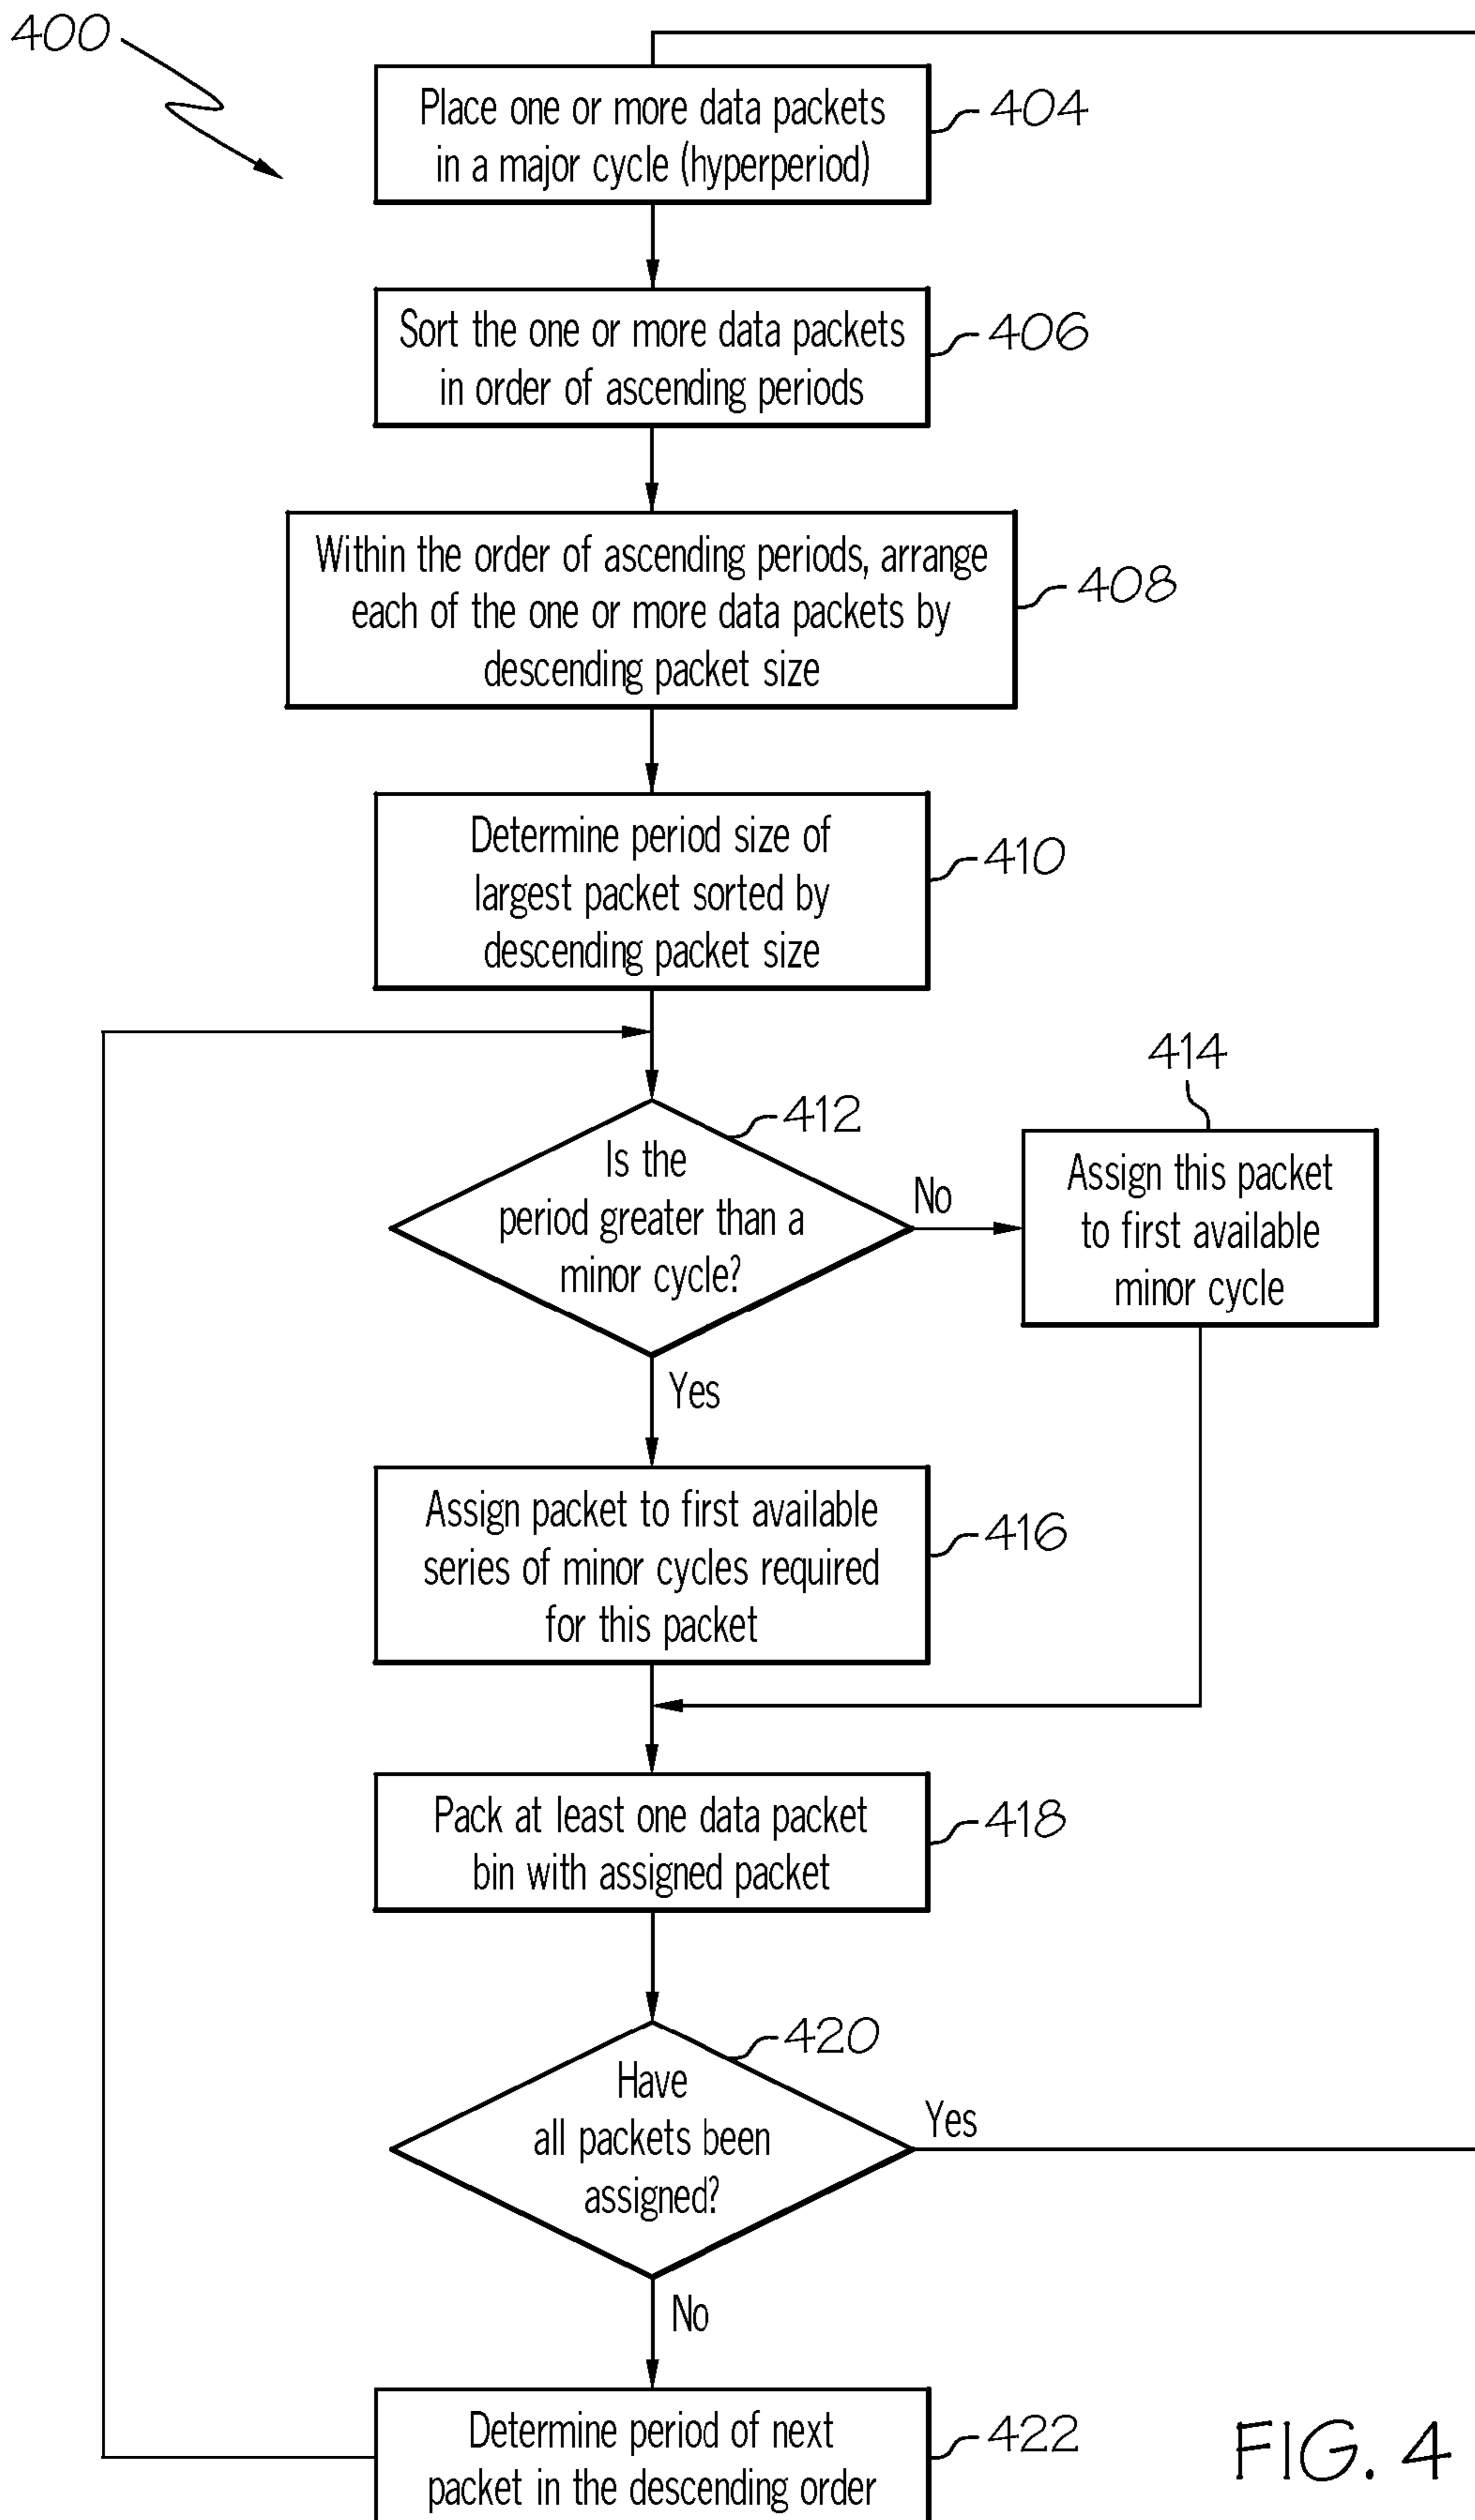 400
Place one or more data packets
in a major cycle (hyperperiod)
404
Sort the one or more data packets
in order of ascending periods
406
Within the order of ascending periods, arrange
each of the one or more data packets by
descending packet size
408
Determine period size of
largest packet sorted by
descending packet size
410
412
Is the
period greater than a
minor cycle?
No
414
Assign this packet
to first available
minor cycle
Yes
Assign packet to first available
series of minor cycles required
for this packet
416
Pack at least one data packet
bin with assigned packet
418
420
Have
all packets been
assigned?
Yes
No
Determine period of next
packet in the descending order
422
FIG. 4